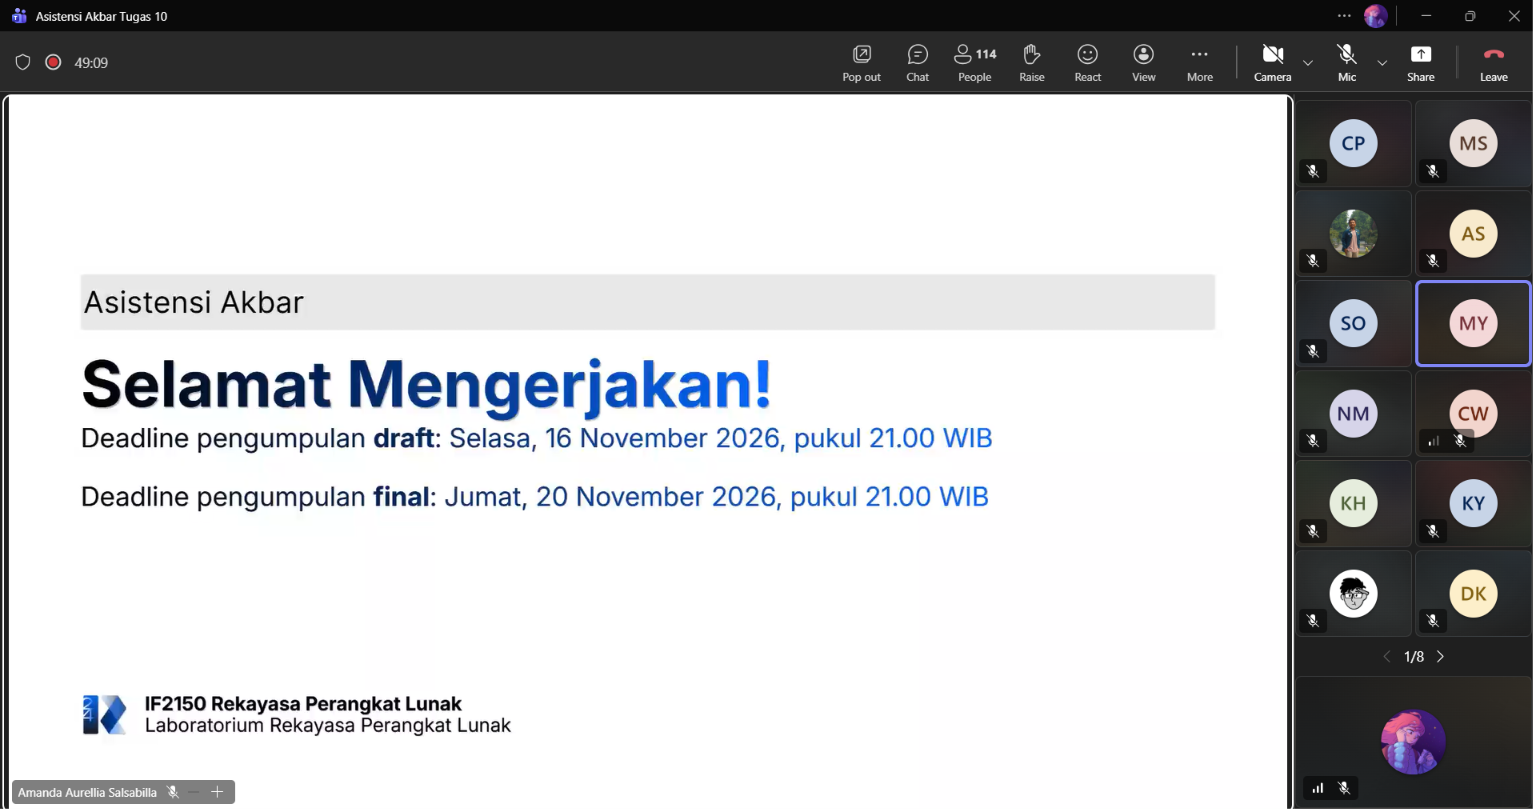 Asistensi Akbar Tugas 10
49:09
Pop out
Chat
114
People
Raise
React
View
More
Camera
Mic
Share
Leave
Asistensi Akbar
Selamat Mengerjakan!
Deadline pengumpulan draft: Selasa, 16 November 2026, pukul 21.00 WIB
Deadline pengumpulan final: Jumat, 20 November 2026, pukul 21.00 WIB
IF2150 Rekayasa Perangkat Lunak
Laboratorium Rekayasa Perangkat Lunak
Amanda Aurellia Salsabilla
CP
MS
AS
SO
MY
NM
CW
KH
KY
DK
1/8